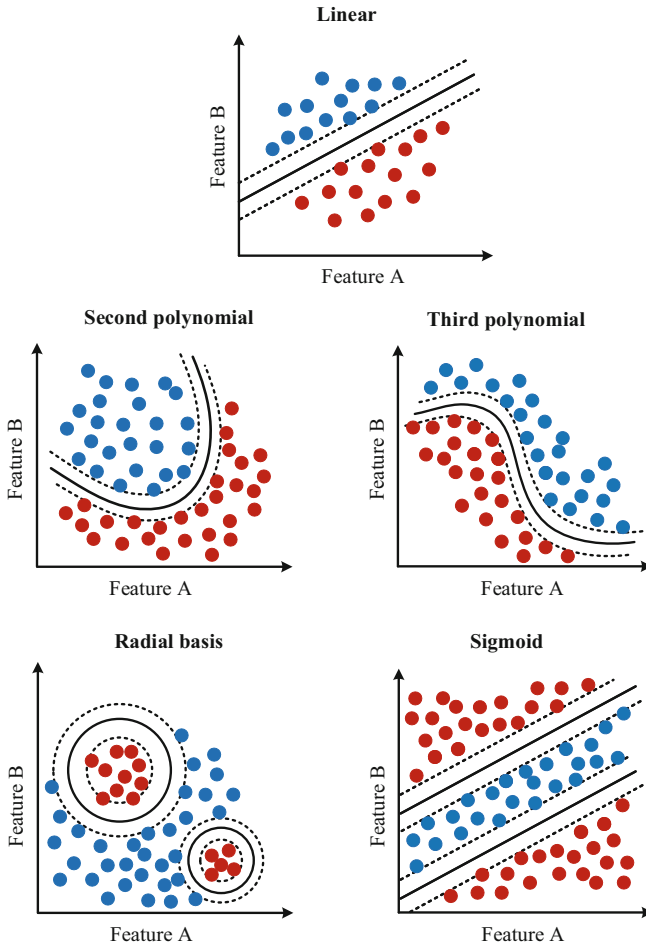 Linear
Feature B
Feature A
Second polynomial
Third polynomial
Feature B
Feature B
Feature A
Feature A
Radial basis
Sigmoid
Feature B
Feature B
Feature A
Feature A